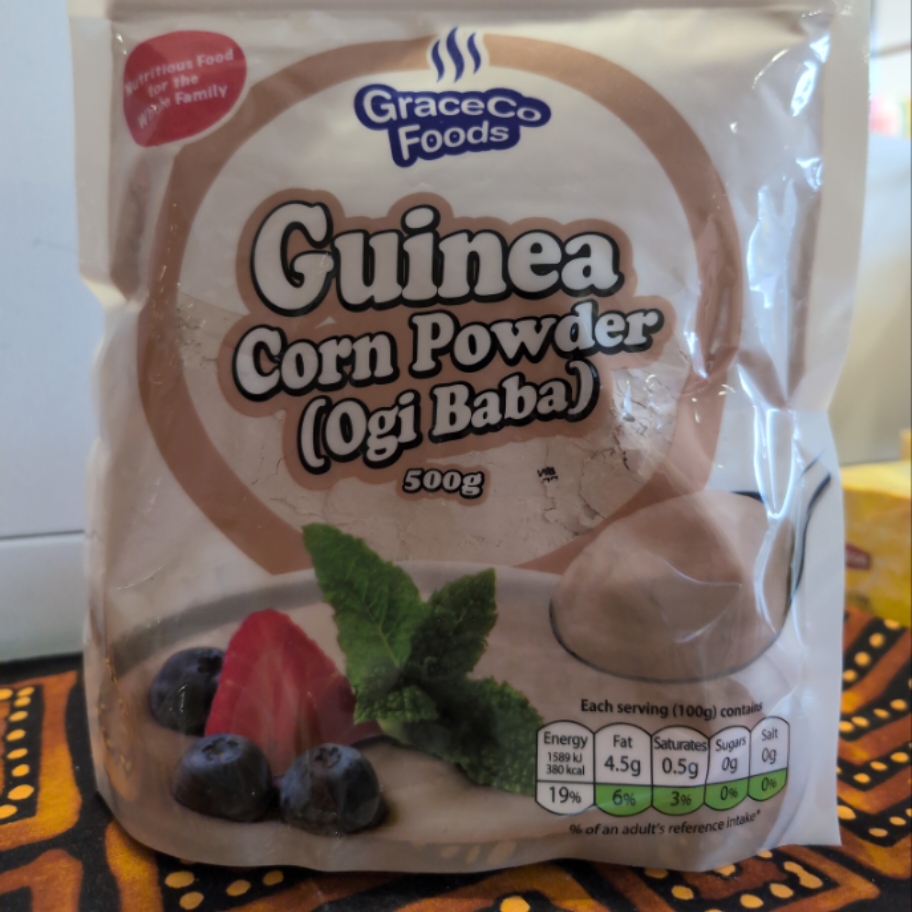 Nutritious Food
for the
Whole Family
GraceCo
Foods
Guinea
Corn Powder
(Ogi Baba)
500g
Each serving (100g) contains
Energy Fat Saturates Sugars Salt
1589 kJ
380 kcal 4.5g 0.5g 0g 0g
19% 6% 3% 0% 0%
% of an adult's reference intake*